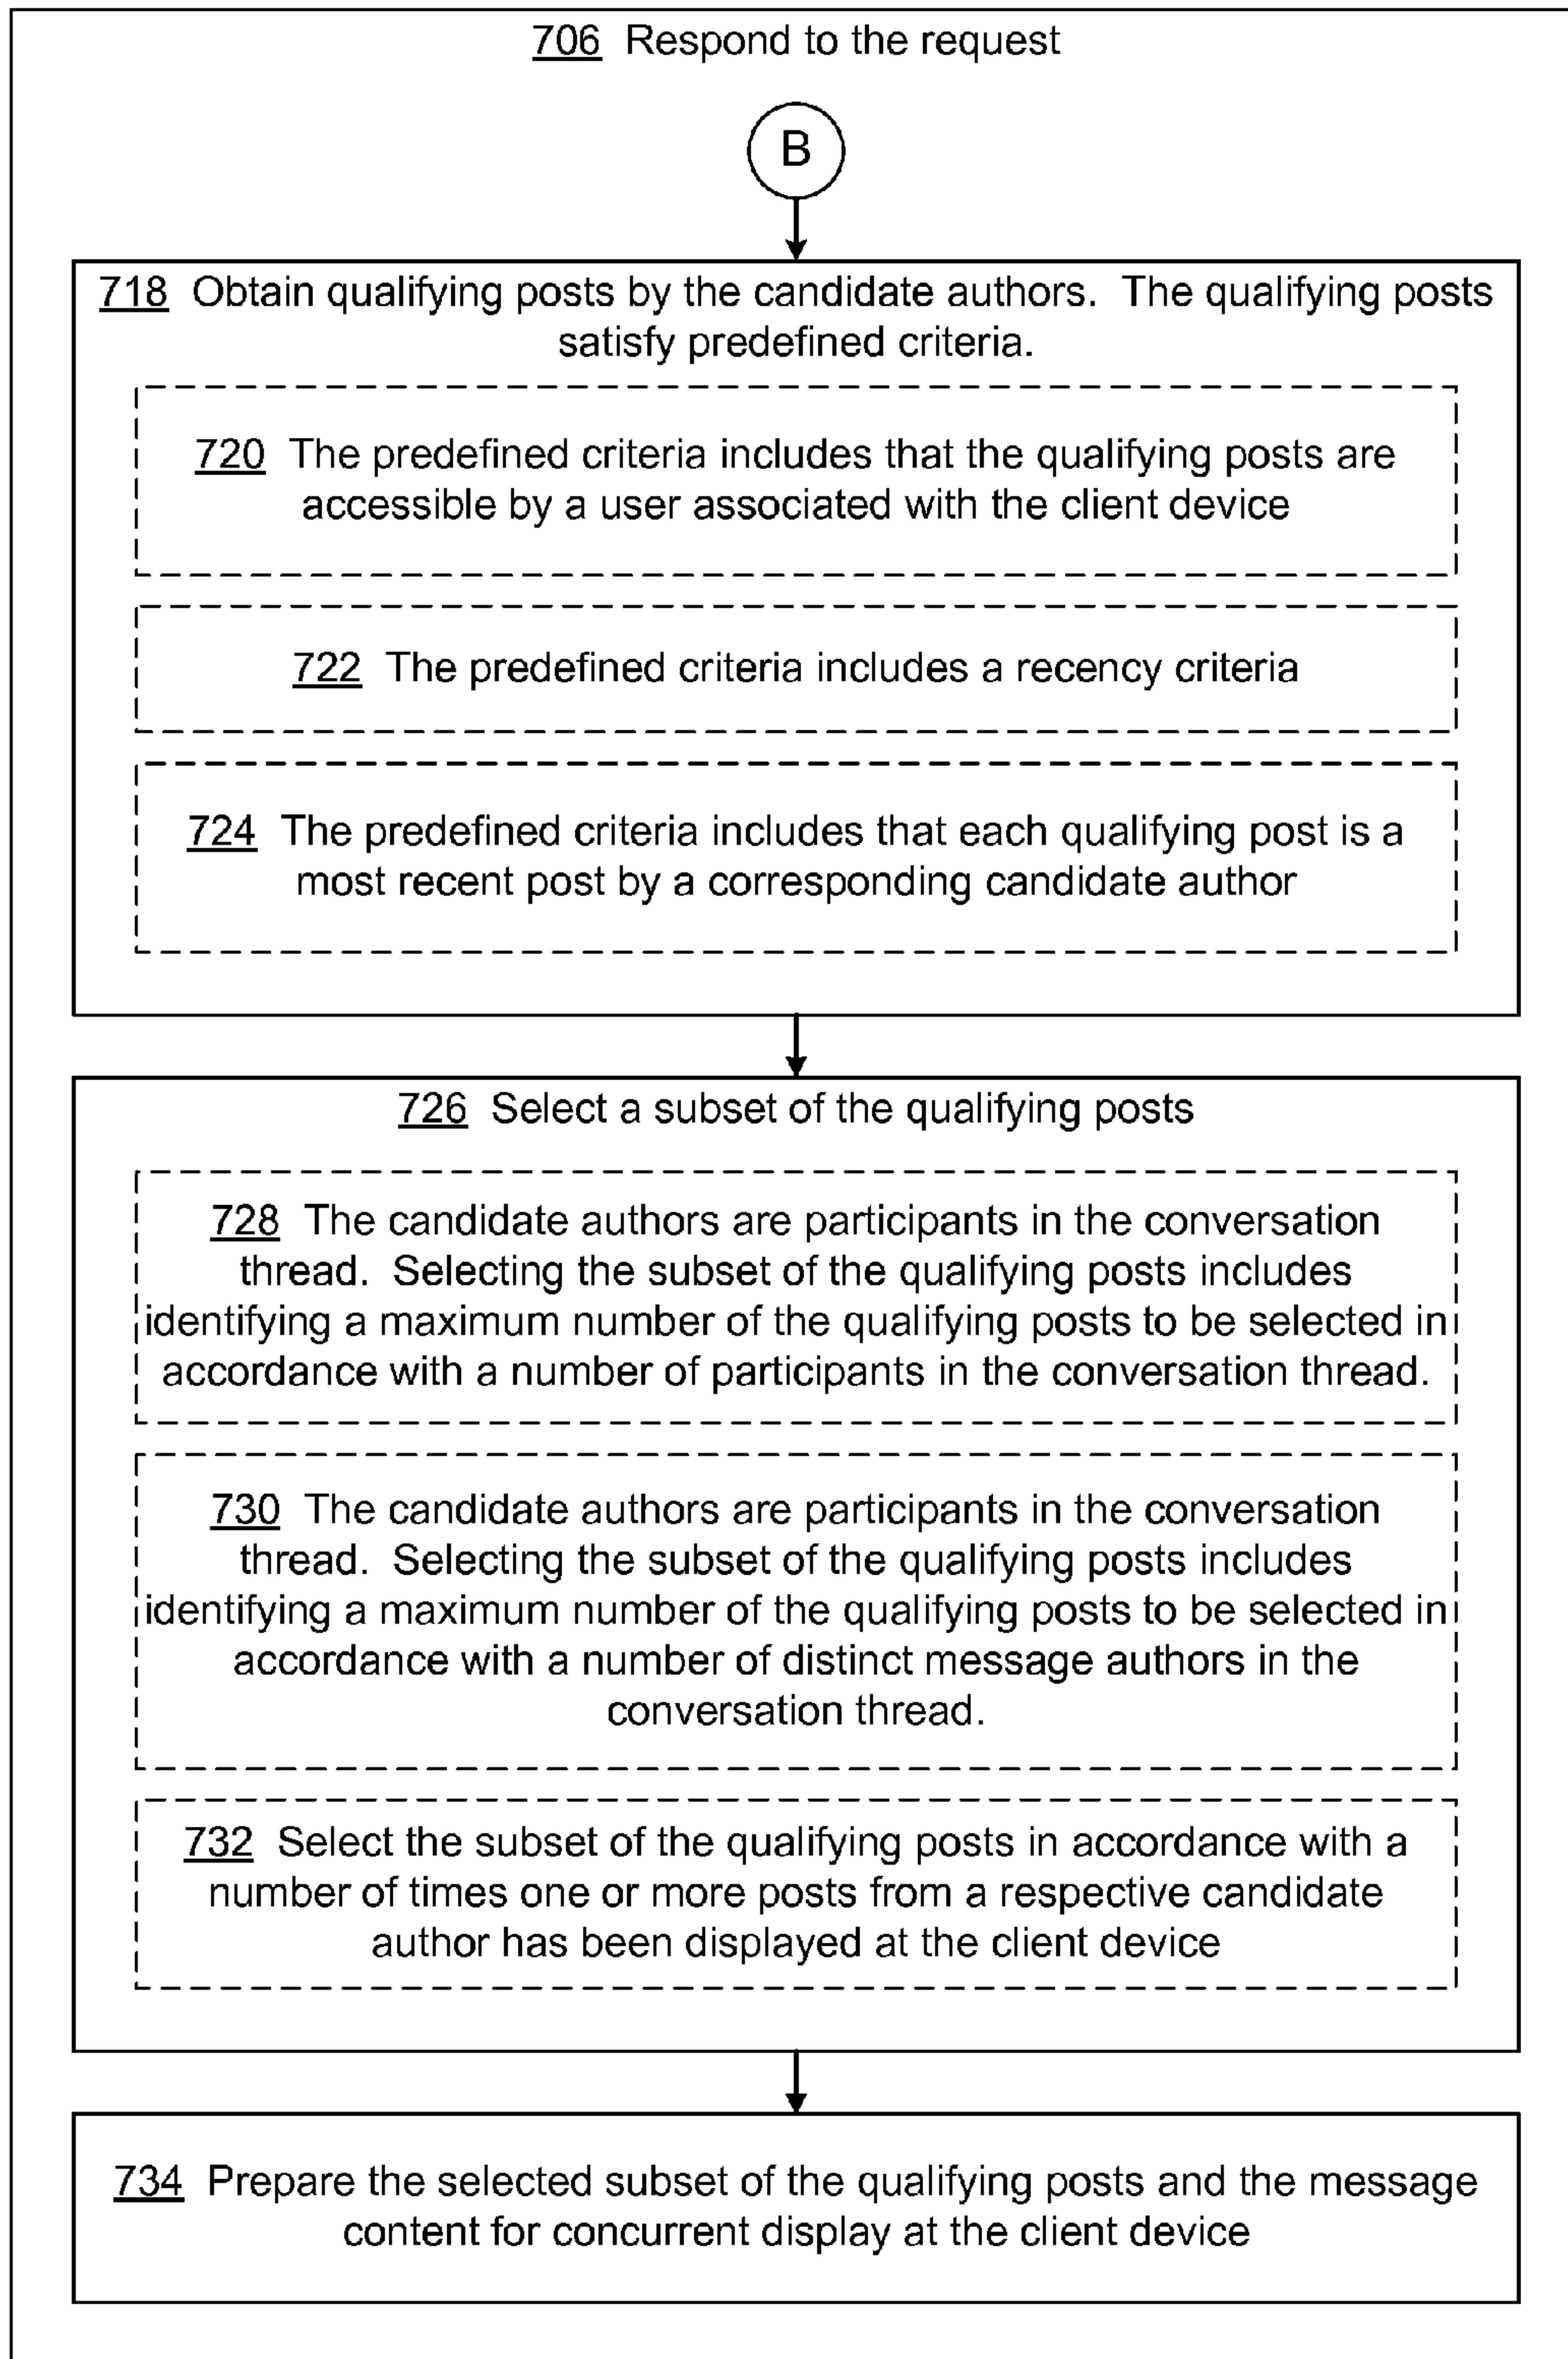 706 Respond to the request
B
718 Obtain qualifying posts by the candidate authors. The qualifying posts
satisfy predefined criteria.
720 The predefined criteria includes that the qualifying posts are
accessible by a user associated with the client device
722 The predefined criteria includes a recency criteria
724 The predefined criteria includes that each qualifying post is a
most recent post by a corresponding candidate author
726 Select a subset of the qualifying posts
728 The candidate authors are participants in the conversation
thread. Selecting the subset of the qualifying posts includes
identifying a maximum number of the qualifying posts to be selected in
accordance with a number of participants in the conversation thread.
730 The candidate authors are participants in the conversation
thread. Selecting the subset of the qualifying posts includes
identifying a maximum number of the qualifying posts to be selected in
accordance with a number of distinct message authors in the
conversation thread.
732 Select the subset of the qualifying posts in accordance with a
number of times one or more posts from a respective candidate
author has been displayed at the client device
734 Prepare the selected subset of the qualifying posts and the message
content for concurrent display at the client device